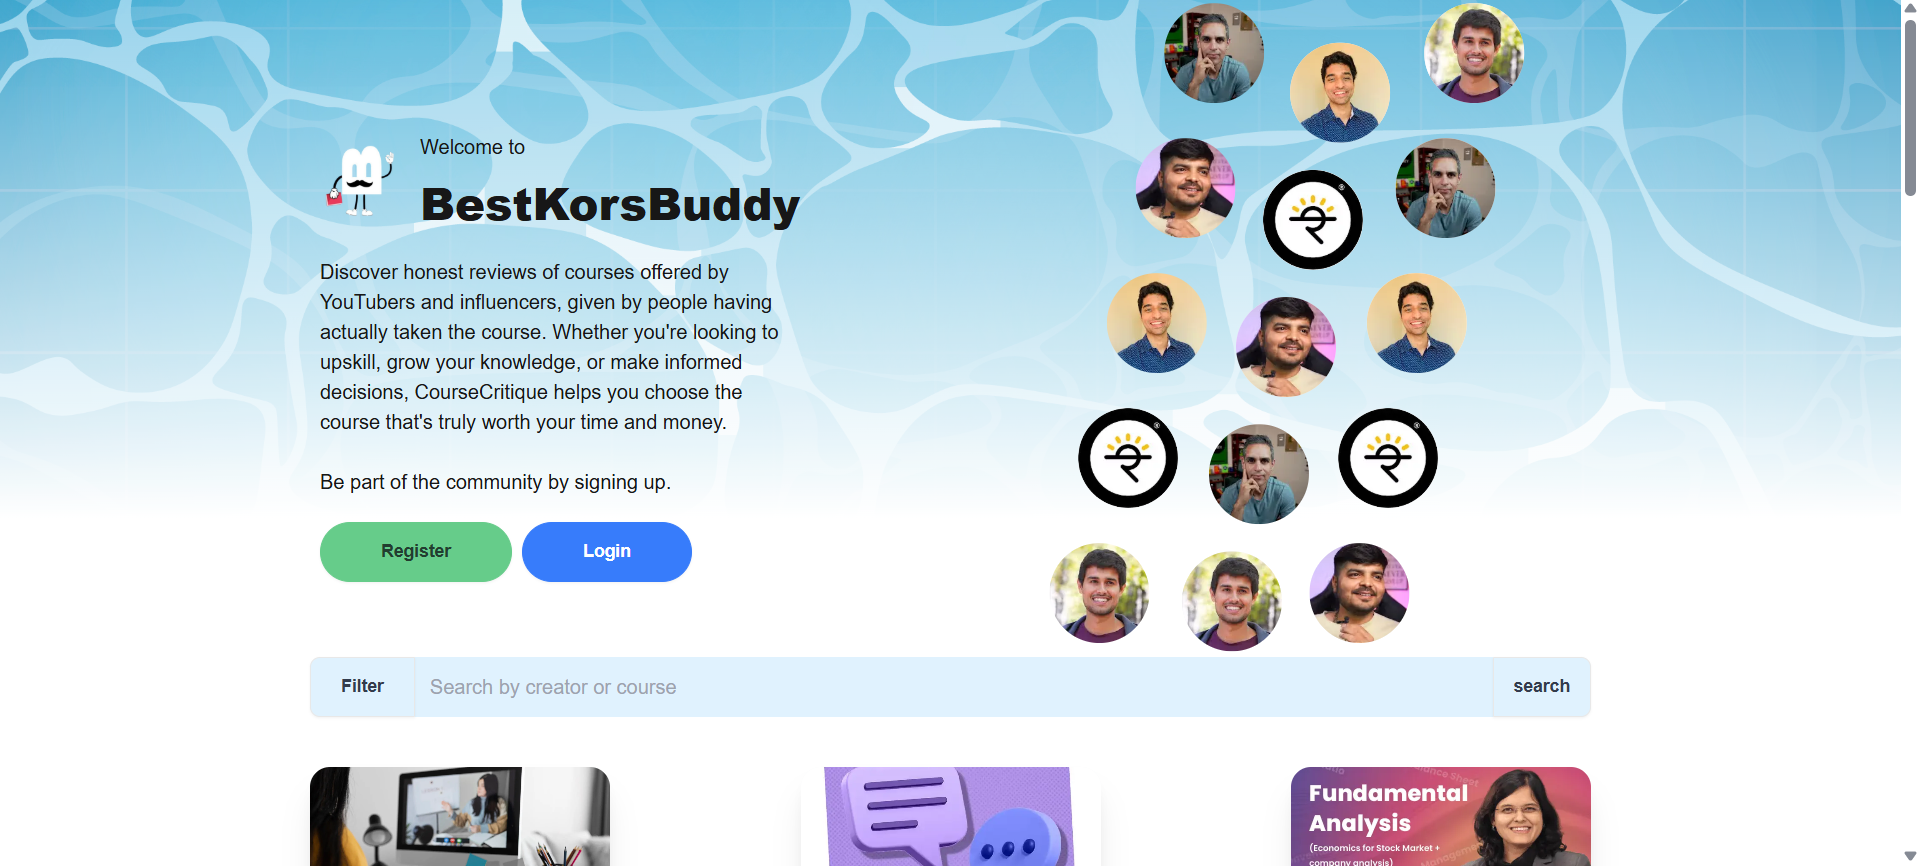 Welcome to
BestKorsBuddy
Discover honest reviews of courses offered by
YouTubers and influencers, given by people having
actually taken the course. Whether you're looking to
upskill, grow your knowledge, or make informed
decisions, CourseCritique helps you choose the
course that's truly worth your time and money.
Be part of the community by signing up.
Register
Login
Filter
Search by creator or course
search
Fundamental
Analysis
(Economics for Stock Market +
company analysis)